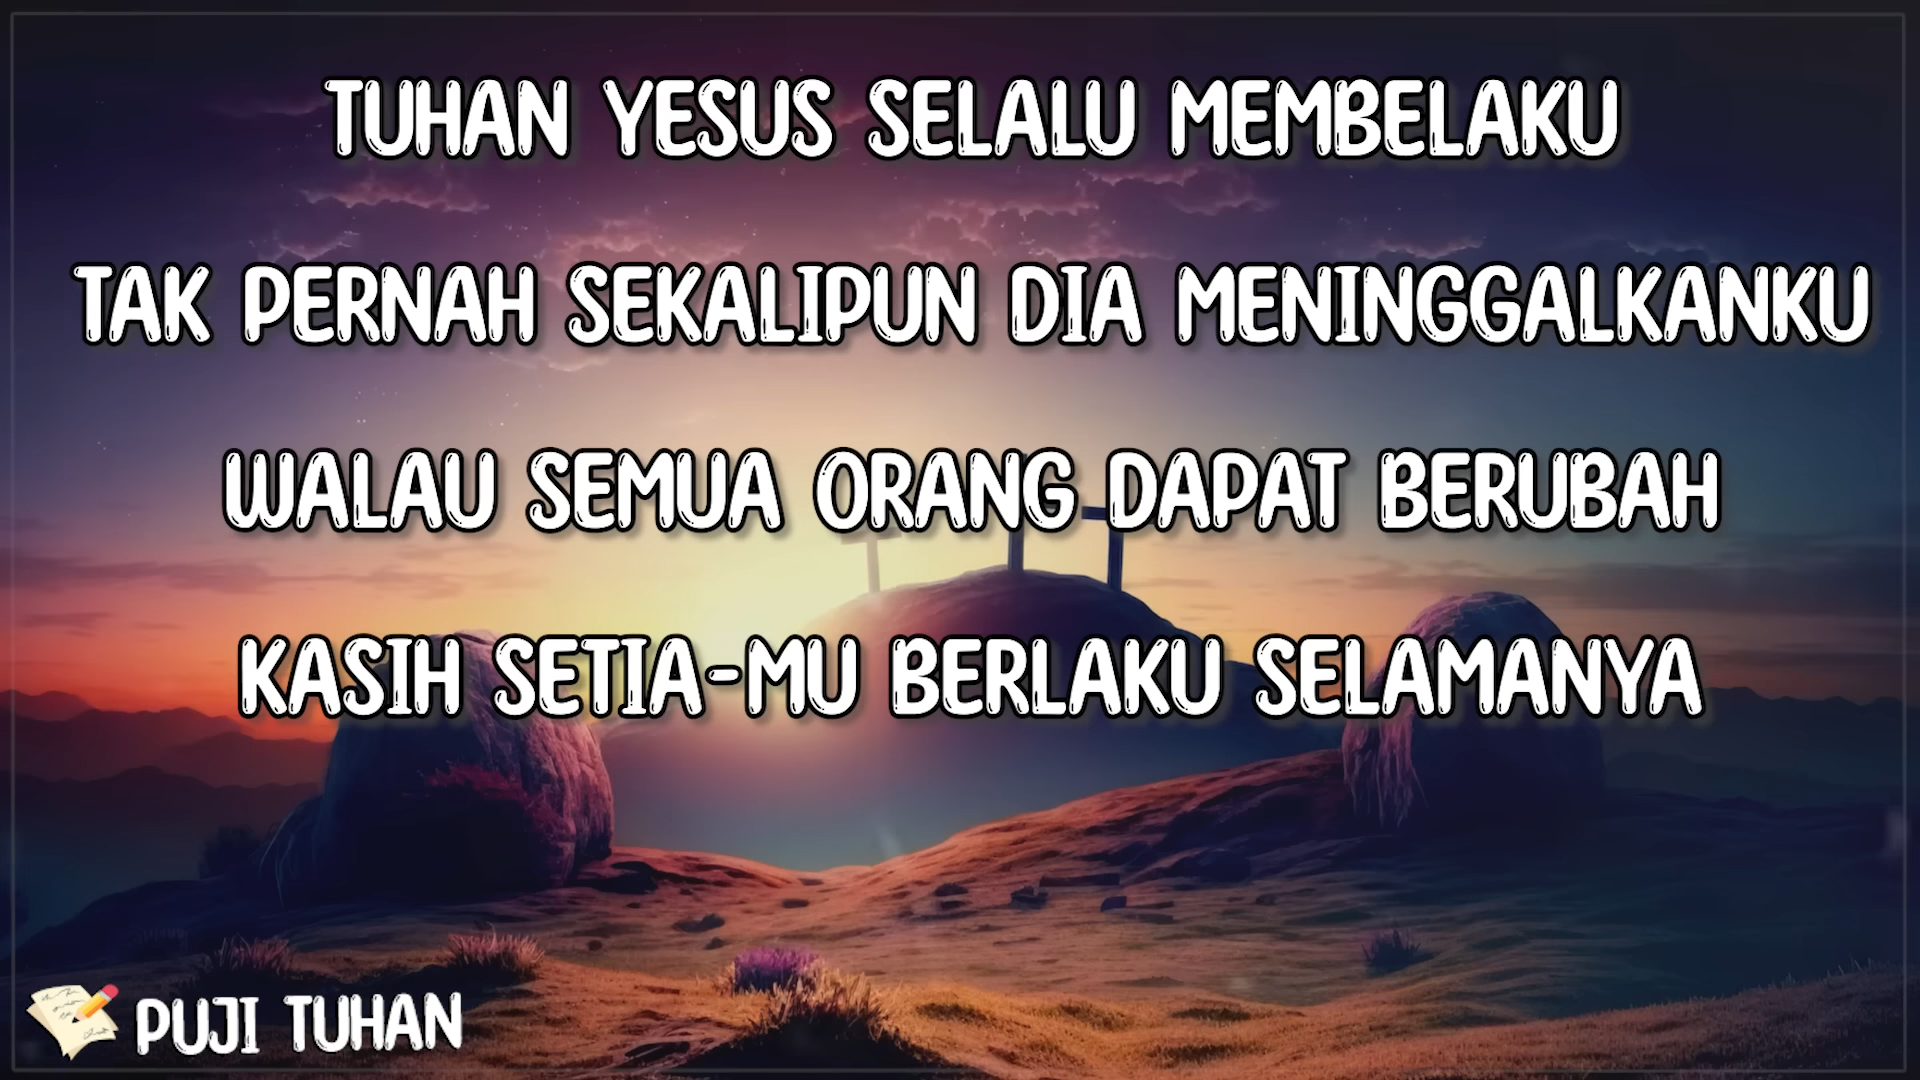 TUHAN YESUS SELALU MEMBELAKU
TAK PERNAH SEKALIPUN DIA MENINGGALKANKU
WALAU SEMUA ORANG DAPAT BERUBAH
KASIH SETIA-MU BERLAKU SELAMANYA
PUJI TUHAN